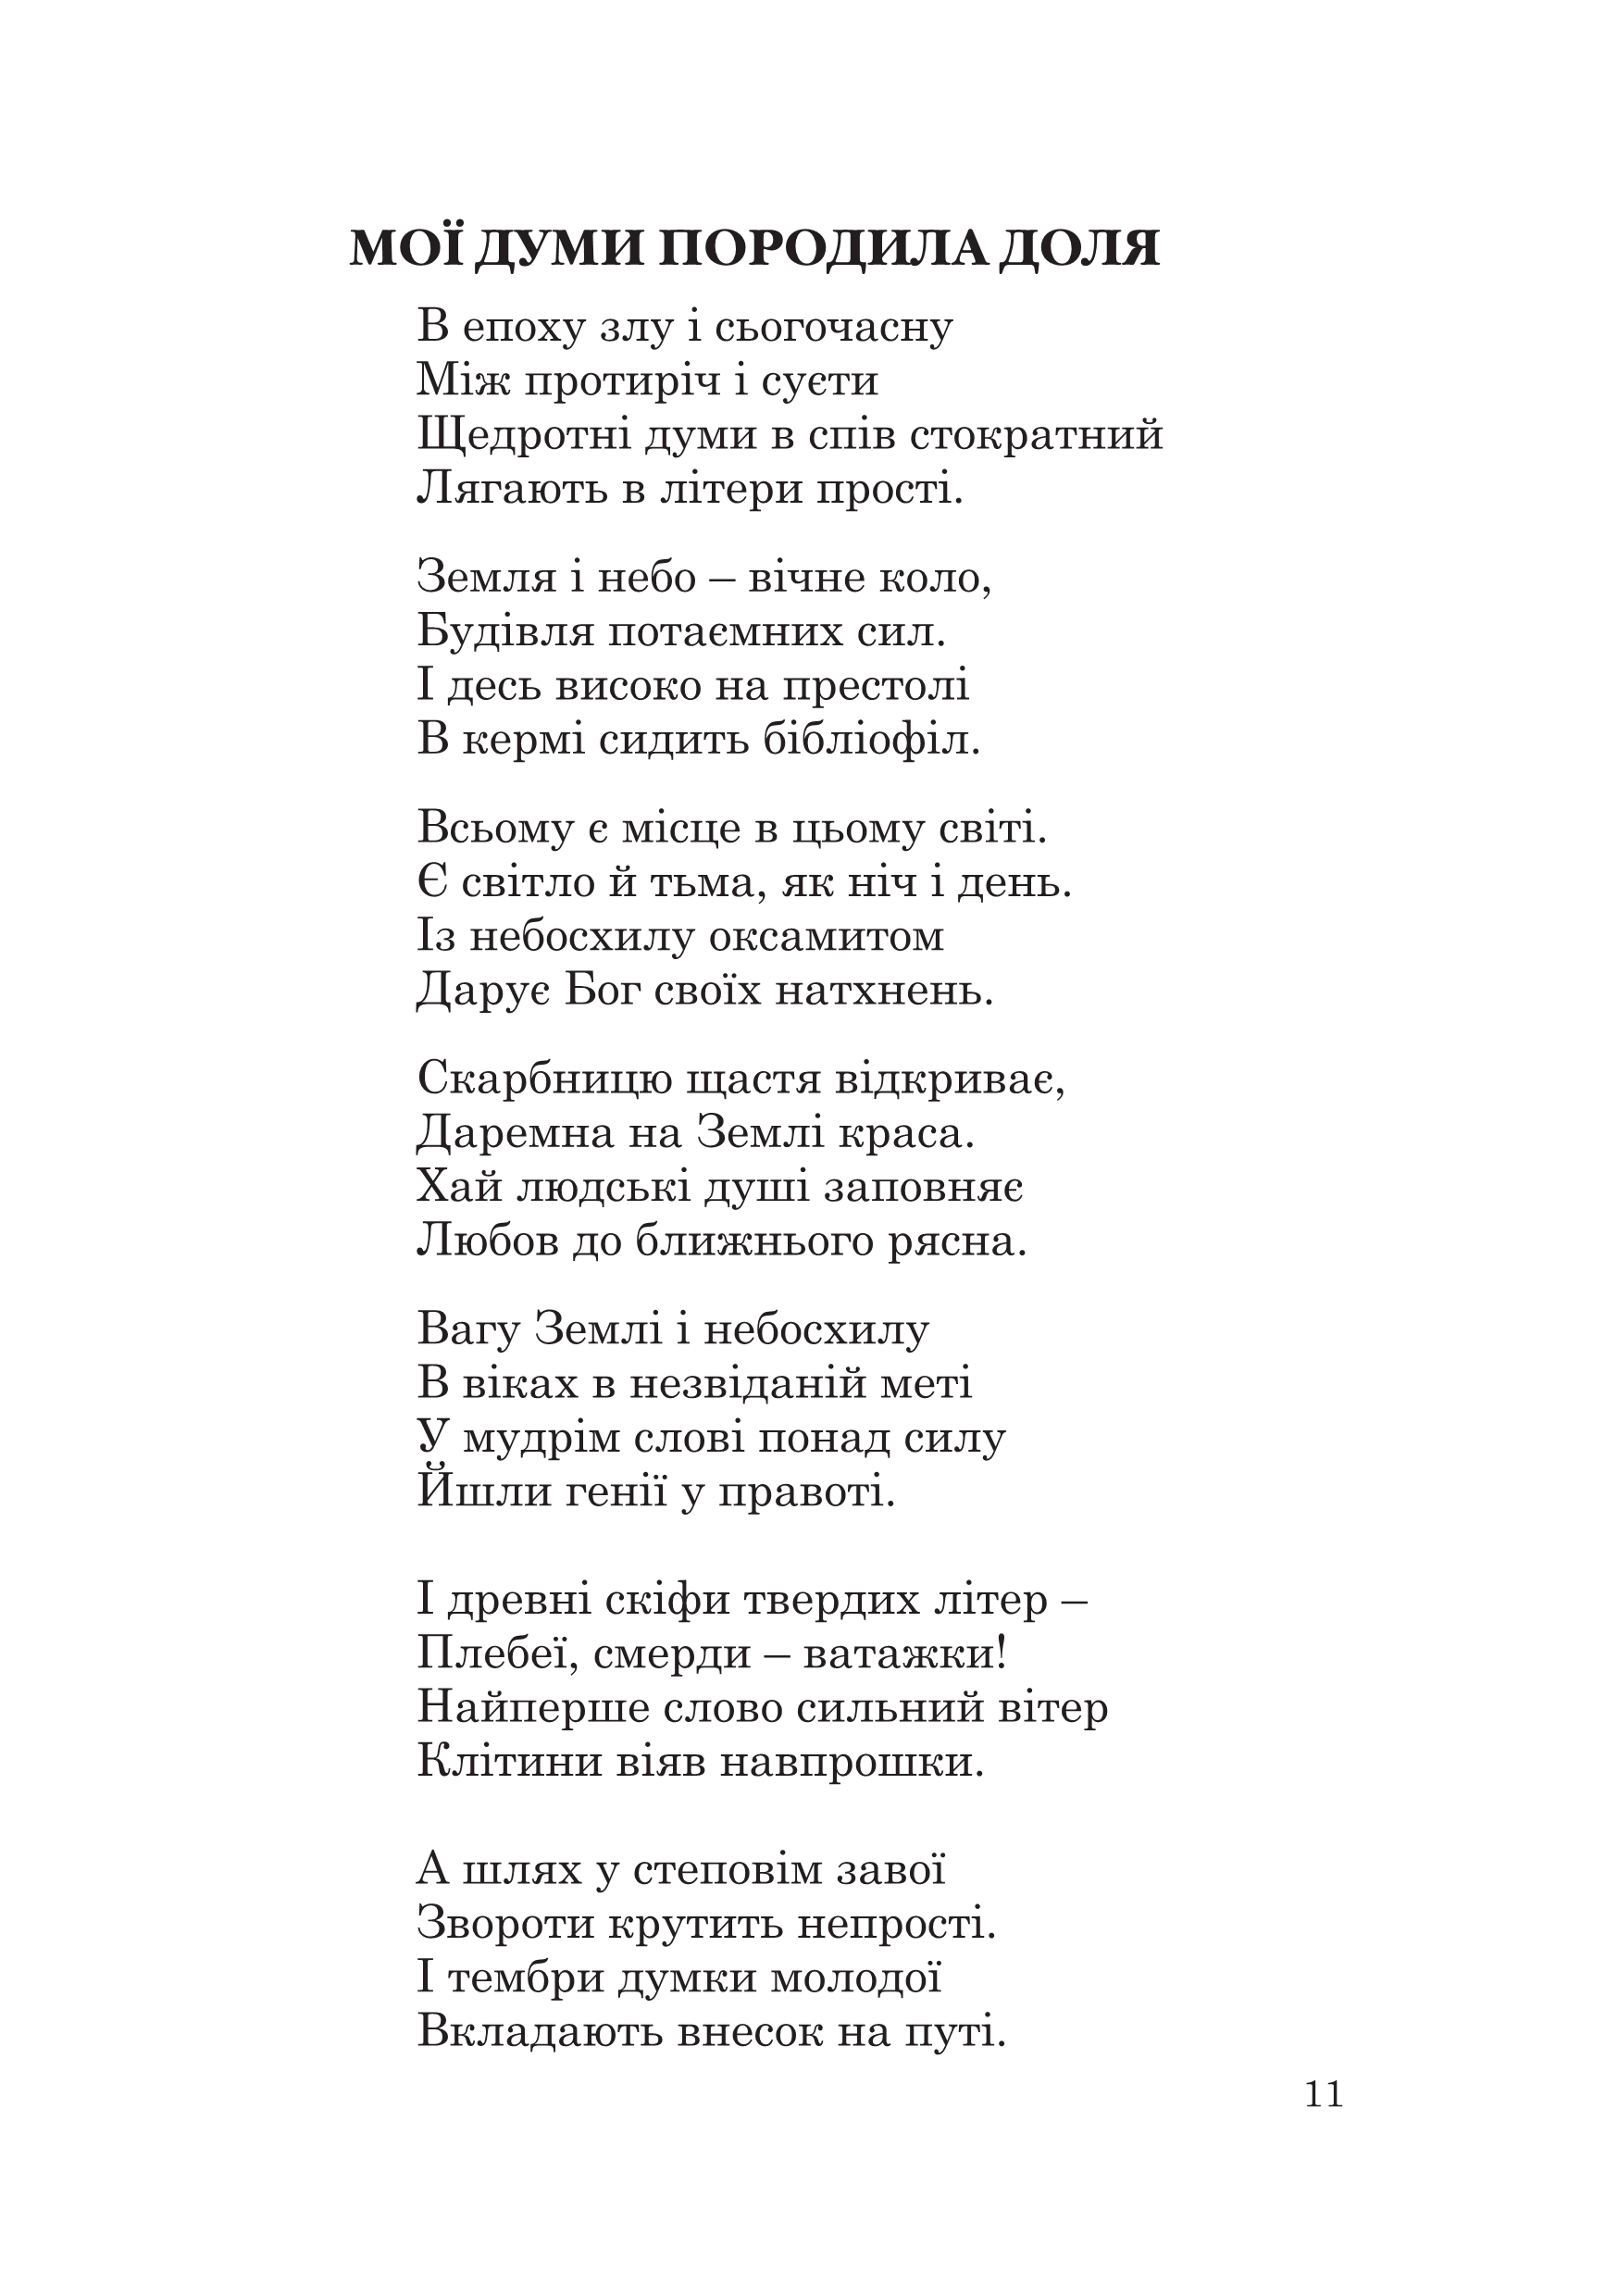 МОЇ ДУМИ ПОРОДИЛА ДОЛЯ
В епоху злу і сьогочасну
Між протиріч і суєти
Щедротні думи в спів стократний
Лягають в літери прості.
Земля і небо – вічне коло,
Будівля потаємних сил.
І десь високо на престолі
В кермі сидить бібліофіл.
Всьому є місце в цьому світі.
Є світло й тьма, як ніч і день.
Із небосхилу оксамитом
Дарує Бог своїх натхнень.
Скарбницю щастя відкриває,
Даремна на Землі краса.
Хай людські душі заповняє
Любов до ближнього рясна.
Вагу Землі і небосхилу
В віках в незвіданій меті
У мудрім слові понад силу
Йшли генії у правоті.
І древні скіфи твердих літер –
Плебеї, смерди – ватажки!
Найперше слово сильний вітер
Клітини віяв навпрошки.
А шлях у степовім завої
Звороти крутить непрості.
І тембри думки молодої
Вкладають внесок на путі.
11